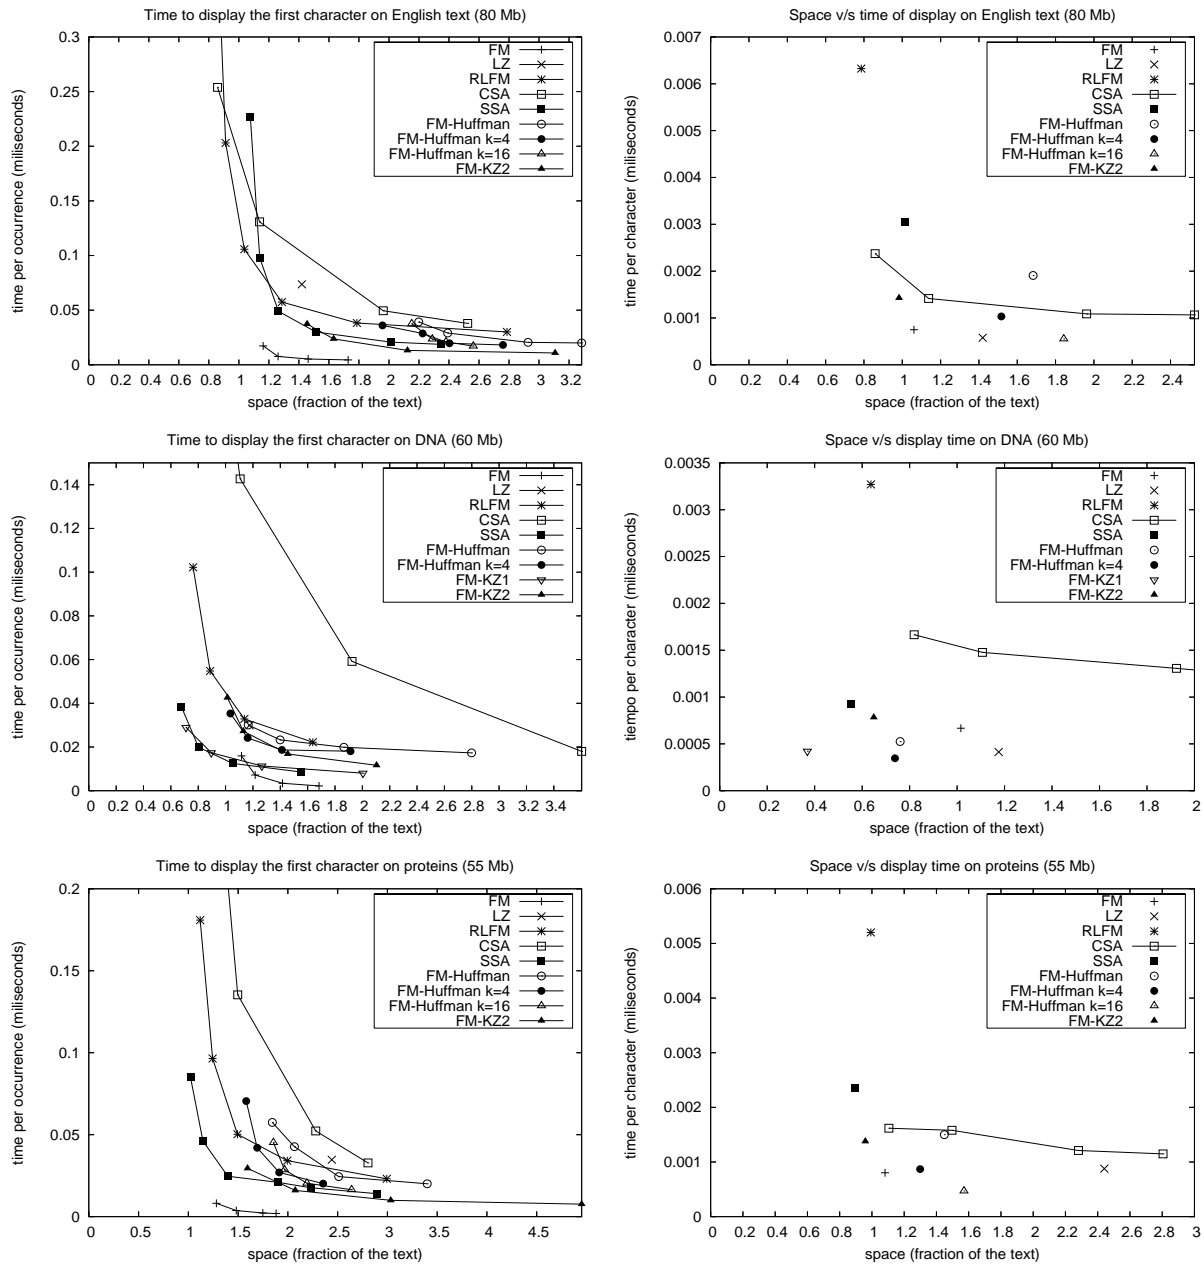 Time to display the first character on English text (80 Mb)
0.3
0.25
0.2
0.15
0.1
0.05
0
time per occurrence (miliseconds)
FM
LZ
RLFM
CSA
SSA
FM-Huffman
FM-Huffman k=4
FM-Huffman k=16
FM-KZ2
0 0.2 0.4 0.6 0.8 1 1.2 1.4 1.6 1.8 2 2.2 2.4 2.6 2.8 3 3.2
space (fraction of the text)
Space v/s time of display on English text (80 Mb)
0.007
0.006
0.005
0.004
0.003
0.002
0.001
0
time per character (miliseconds)
FM
LZ
RLFM
CSA
SSA
FM-Huffman
FM-Huffman k=4
FM-Huffman k=16
FM-KZ2
0 0.2 0.4 0.6 0.8 1 1.2 1.4 1.6 1.8 2 2.2 2.4
space (fraction of the text)
Time to display the first character on DNA (60 Mb)
0.14
0.12
0.1
0.08
0.06
0.04
0.02
0
time per occurrence (miliseconds)
FM
LZ
RLFM
CSA
SSA
FM-Huffman
FM-Huffman k=4
FM-KZ1
FM-KZ2
0 0.2 0.4 0.6 0.8 1 1.2 1.4 1.6 1.8 2 2.2 2.4 2.6 2.8 3 3.2 3.4
space (fraction of the text)
Space v/s display time on DNA (60 Mb)
0.0035
0.003
0.0025
0.002
0.0015
0.001
0.0005
0
tiempo per character (miliseconds)
FM
LZ
RLFM
CSA
SSA
FM-Huffman
FM-Huffman k=4
FM-KZ1
FM-KZ2
0 0.2 0.4 0.6 0.8 1 1.2 1.4 1.6 1.8 2
space (fraction of the text)
Time to display the first character on proteins (55 Mb)
0.2
0.15
0.1
0.05
0
time per occurrence (miliseconds)
FM
LZ
RLFM
CSA
SSA
FM-Huffman
FM-Huffman k=4
FM-Huffman k=16
FM-KZ2
0 0.5 1 1.5 2 2.5 3 3.5 4 4.5
space (fraction of the text)
Space v/s display time on proteins (55 Mb)
0.006
0.005
0.004
0.003
0.002
0.001
0
time per character (miliseconds)
FM
LZ
RLFM
CSA
SSA
FM-Huffman
FM-Huffman k=4
FM-Huffman k=16
FM-KZ2
0 0.2 0.4 0.6 0.8 1 1.2 1.4 1.6 1.8 2 2.2 2.4 2.6 2.8 3
space (fraction of the text)